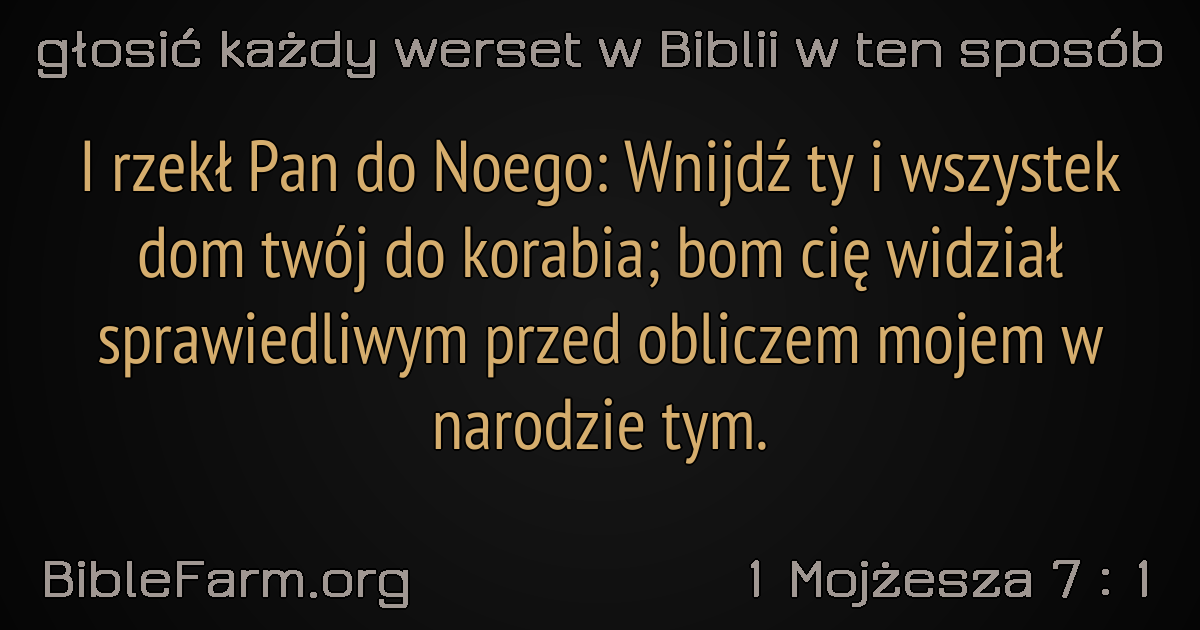 głosić każdy werset w Biblii w ten sposób
I rzekł Pan do Noego: Wnijdź ty i wszystek
dom twój do korabia; bom cię widział
sprawiedliwym przed obliczem mojem w
narodzie tym.
BibleFarm.org
1 Mojżesza 7 : 1